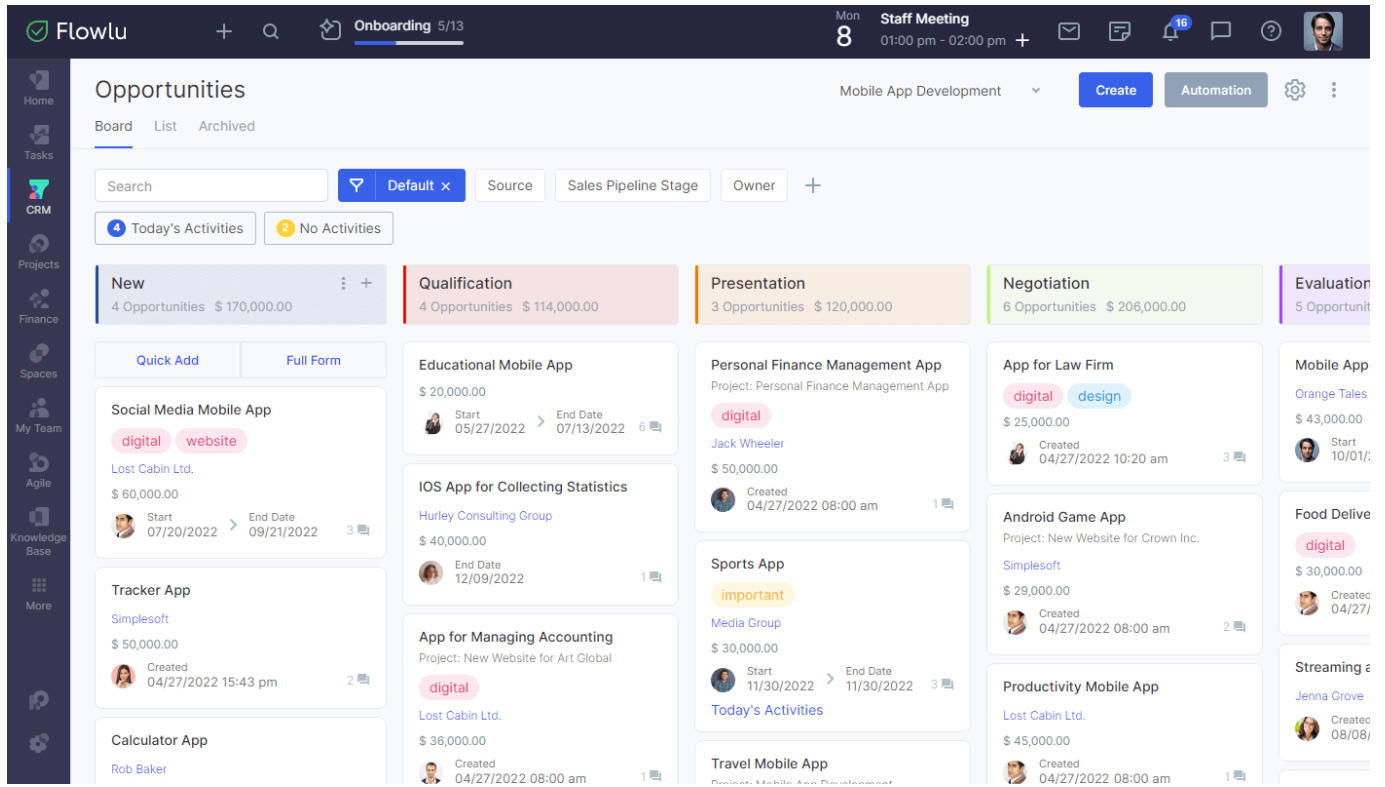 Flowlu
Onboarding 5/13
Mon
8
Staff Meeting
01:00 pm - 02:00 pm
16
Home
Tasks
CRM
Projects
Finance
Spaces
My Team
Agile
Knowledge
Base
More
Opportunities
Mobile App Development
Create
Automation
Board List Archived
Search
Default ×
Source
Sales Pipeline Stage
Owner
4 Today's Activities
2 No Activities
New
4 Opportunities $ 170,000.00
Quick Add
Full Form
Social Media Mobile App
digital website
Lost Cabin Ltd.
$ 60,000.00
Start
07/20/2022
End Date
09/21/2022
3
Tracker App
Simplesoft
$ 50,000.00
Created
04/27/2022 15:43 pm
2
Calculator App
Rob Baker
Qualification
4 Opportunities $ 114,000.00
Educational Mobile App
$ 20,000.00
Start
05/27/2022
End Date
07/13/2022
6
IOS App for Collecting Statistics
Hurley Consulting Group
$ 40,000.00
End Date
12/09/2022
1
App for Managing Accounting
Project: New Website for Art Global
digital
Lost Cabin Ltd.
$ 36,000.00
Created
04/27/2022 08:00 am
1
Presentation
3 Opportunities $ 120,000.00
Personal Finance Management App
Project: Personal Finance Management App
digital
Jack Wheeler
$ 50,000.00
Created
04/27/2022 08:00 am
1
Sports App
important
Media Group
$ 30,000.00
Start
11/30/2022
End Date
11/30/2022
3
Today's Activities
Travel Mobile App
Project: Mobile App Development
Negotiation
6 Opportunities $ 206,000.00
App for Law Firm
digital design
$ 25,000.00
Created
04/27/2022 10:20 am
3
Android Game App
Project: New Website for Crown Inc.
Simplesoft
$ 29,000.00
Created
04/27/2022 08:00 am
2
Productivity Mobile App
Lost Cabin Ltd.
$ 45,000.00
Created
04/27/2022 08:00 am
1
Evaluation
5 Opportunit
Mobile App
Orange Tales
$ 43,000.00
Start
10/01/
Food Delive
digital
$ 30,000.00
Created
04/27/
Streaming a
Jenna Grove
Created
08/08/